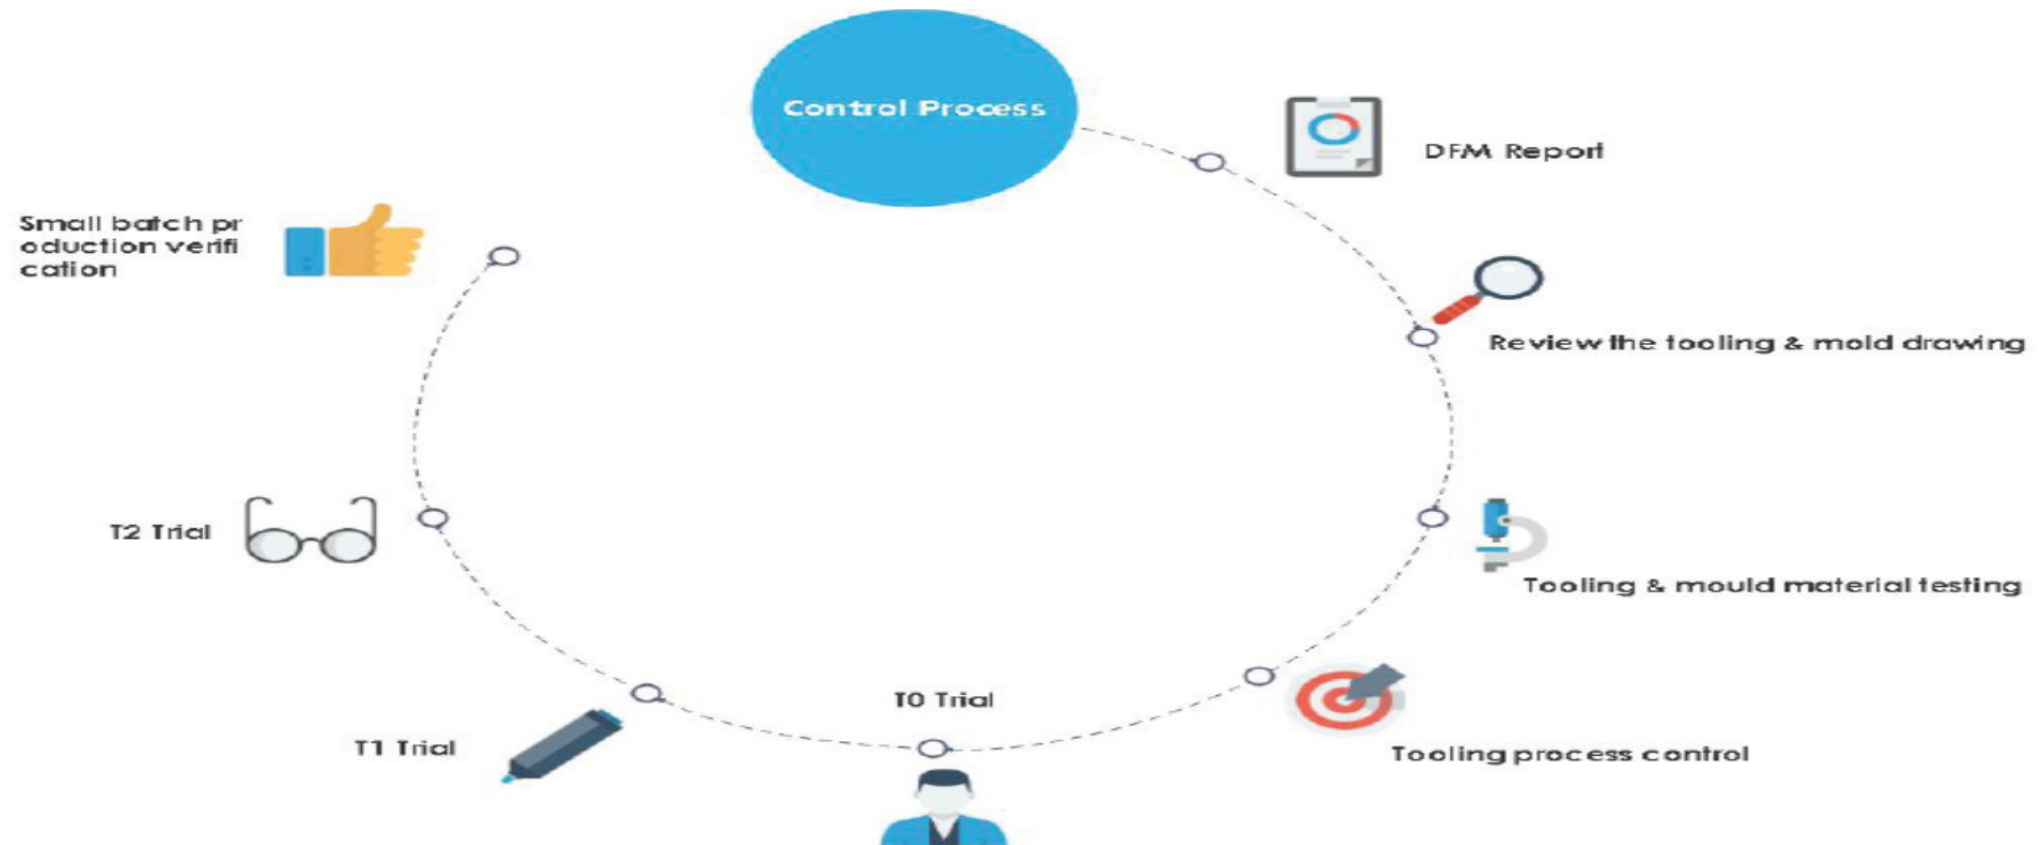 Control Process
DFM Report
Review the tooling & mold drawing
Tooling & mould material testing
Tooling process control
T0 Trial
T1 Trial
T2 Trial
Small batch pr
oduction verifi
cation